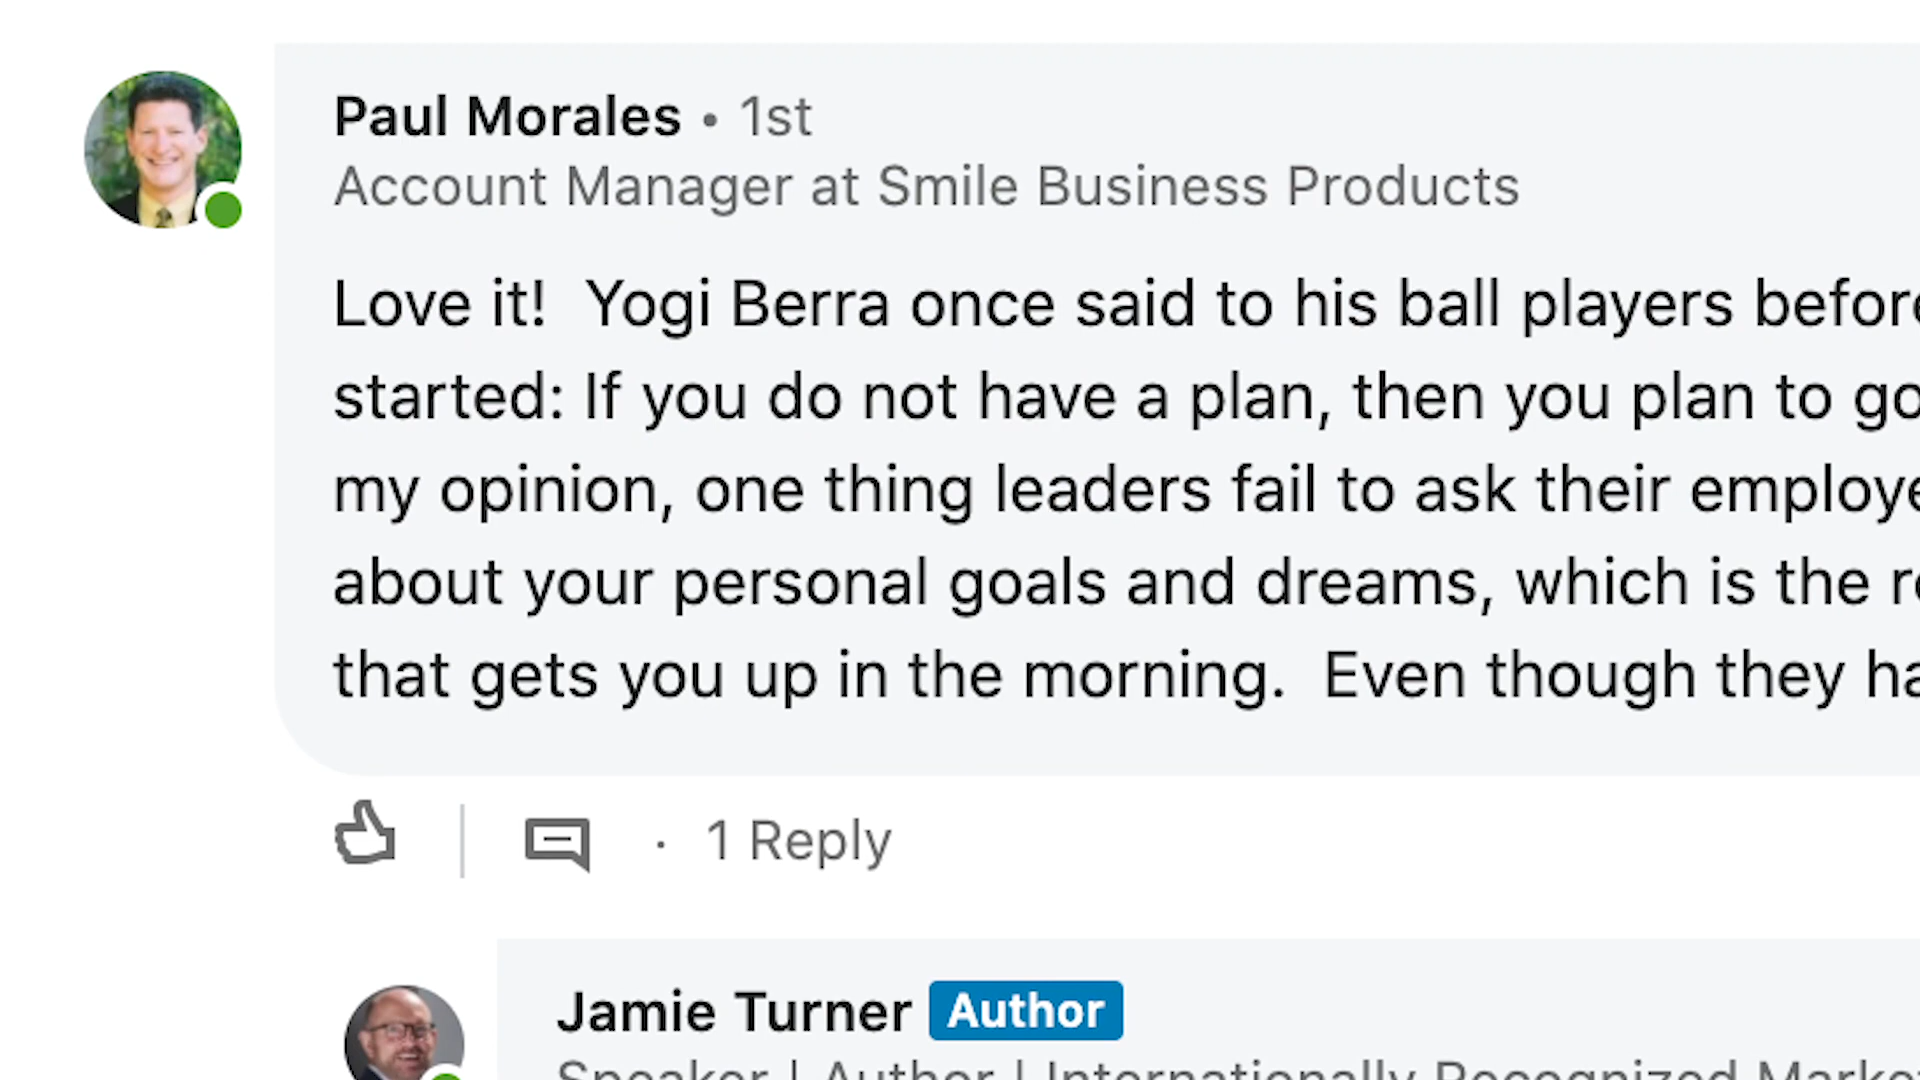 Paul Morales • 1st
Account Manager at Smile Business Products
Love it!  Yogi Berra once said to his ball players before
started: If you do not have a plan, then you plan to go
my opinion, one thing leaders fail to ask their employe
about your personal goals and dreams, which is the re
that gets you up in the morning.  Even though they ha
· 1 Reply
Jamie Turner Author
Speaker | Author | Internationally Recognized Marke